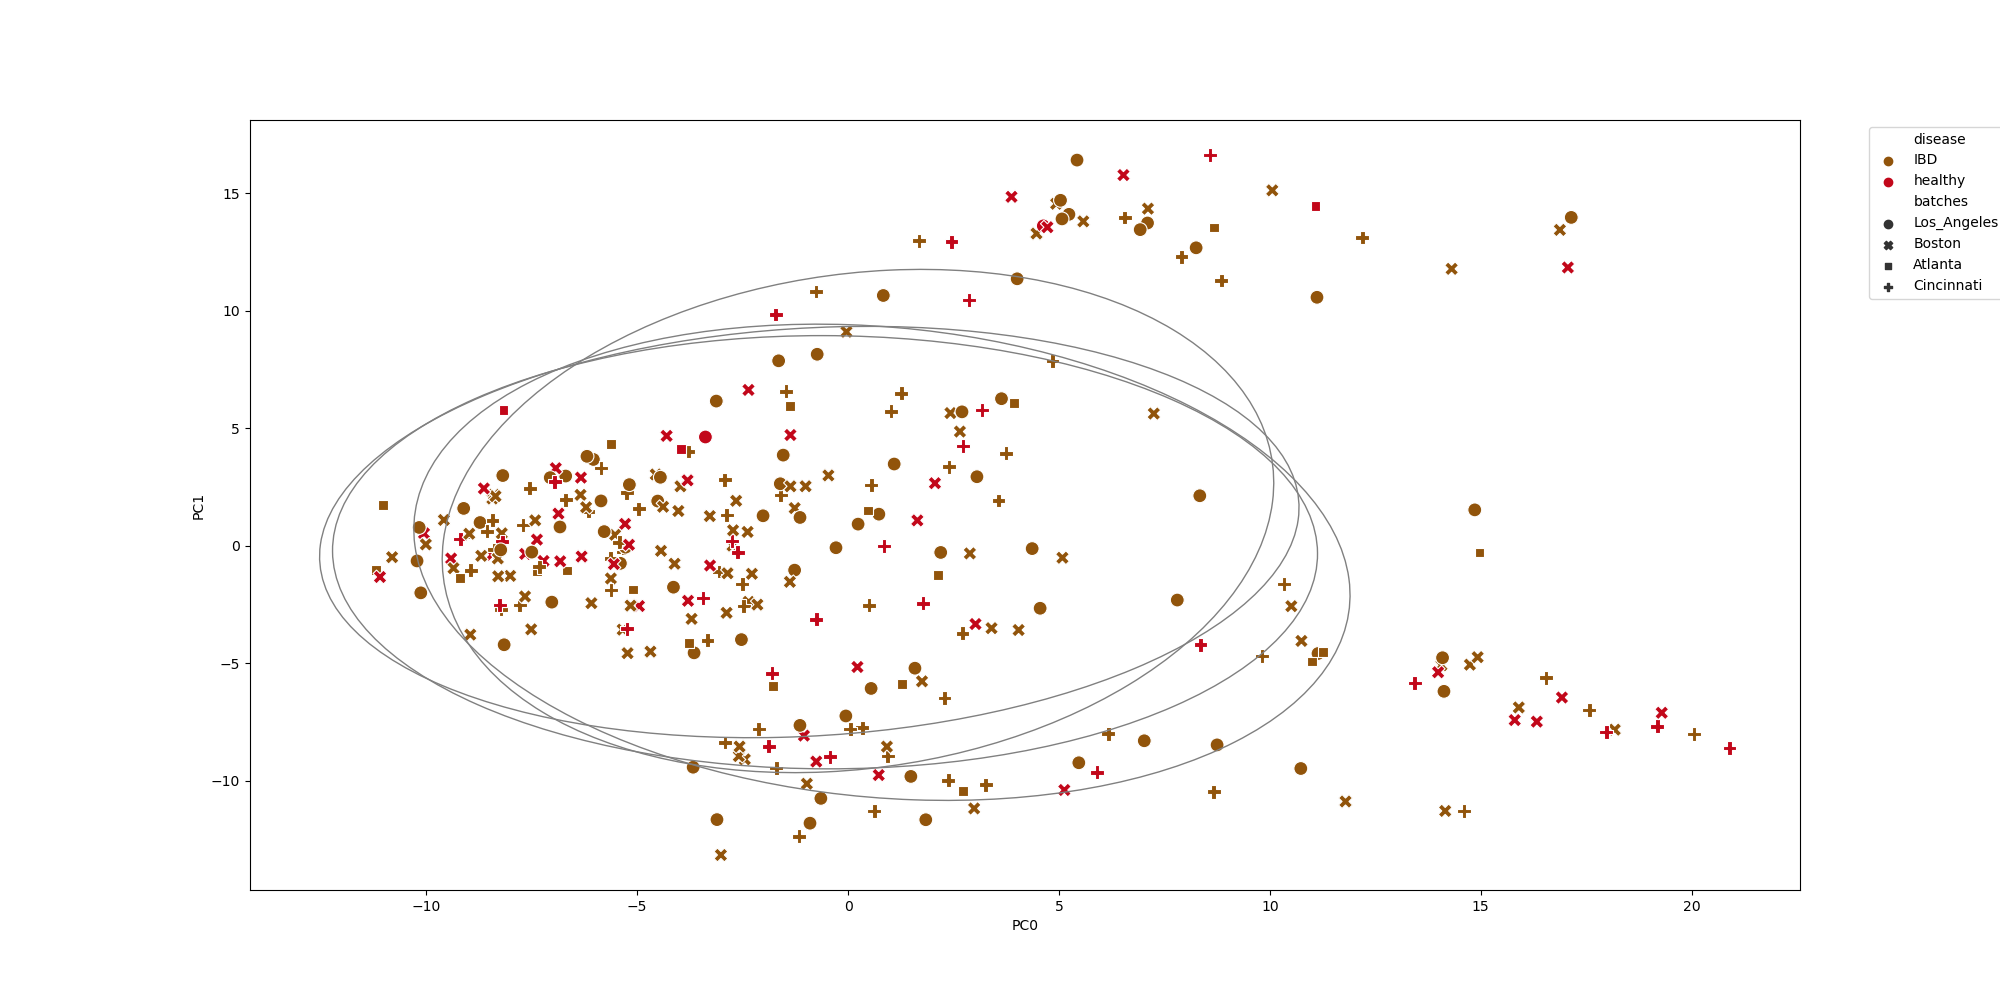 disease
IBD
healthy
batches
Los_Angeles
Boston
Atlanta
Cincinnati
15
10
5
0
−5
−10
PC1
−10
−5
0
5
10
15
20
PC0